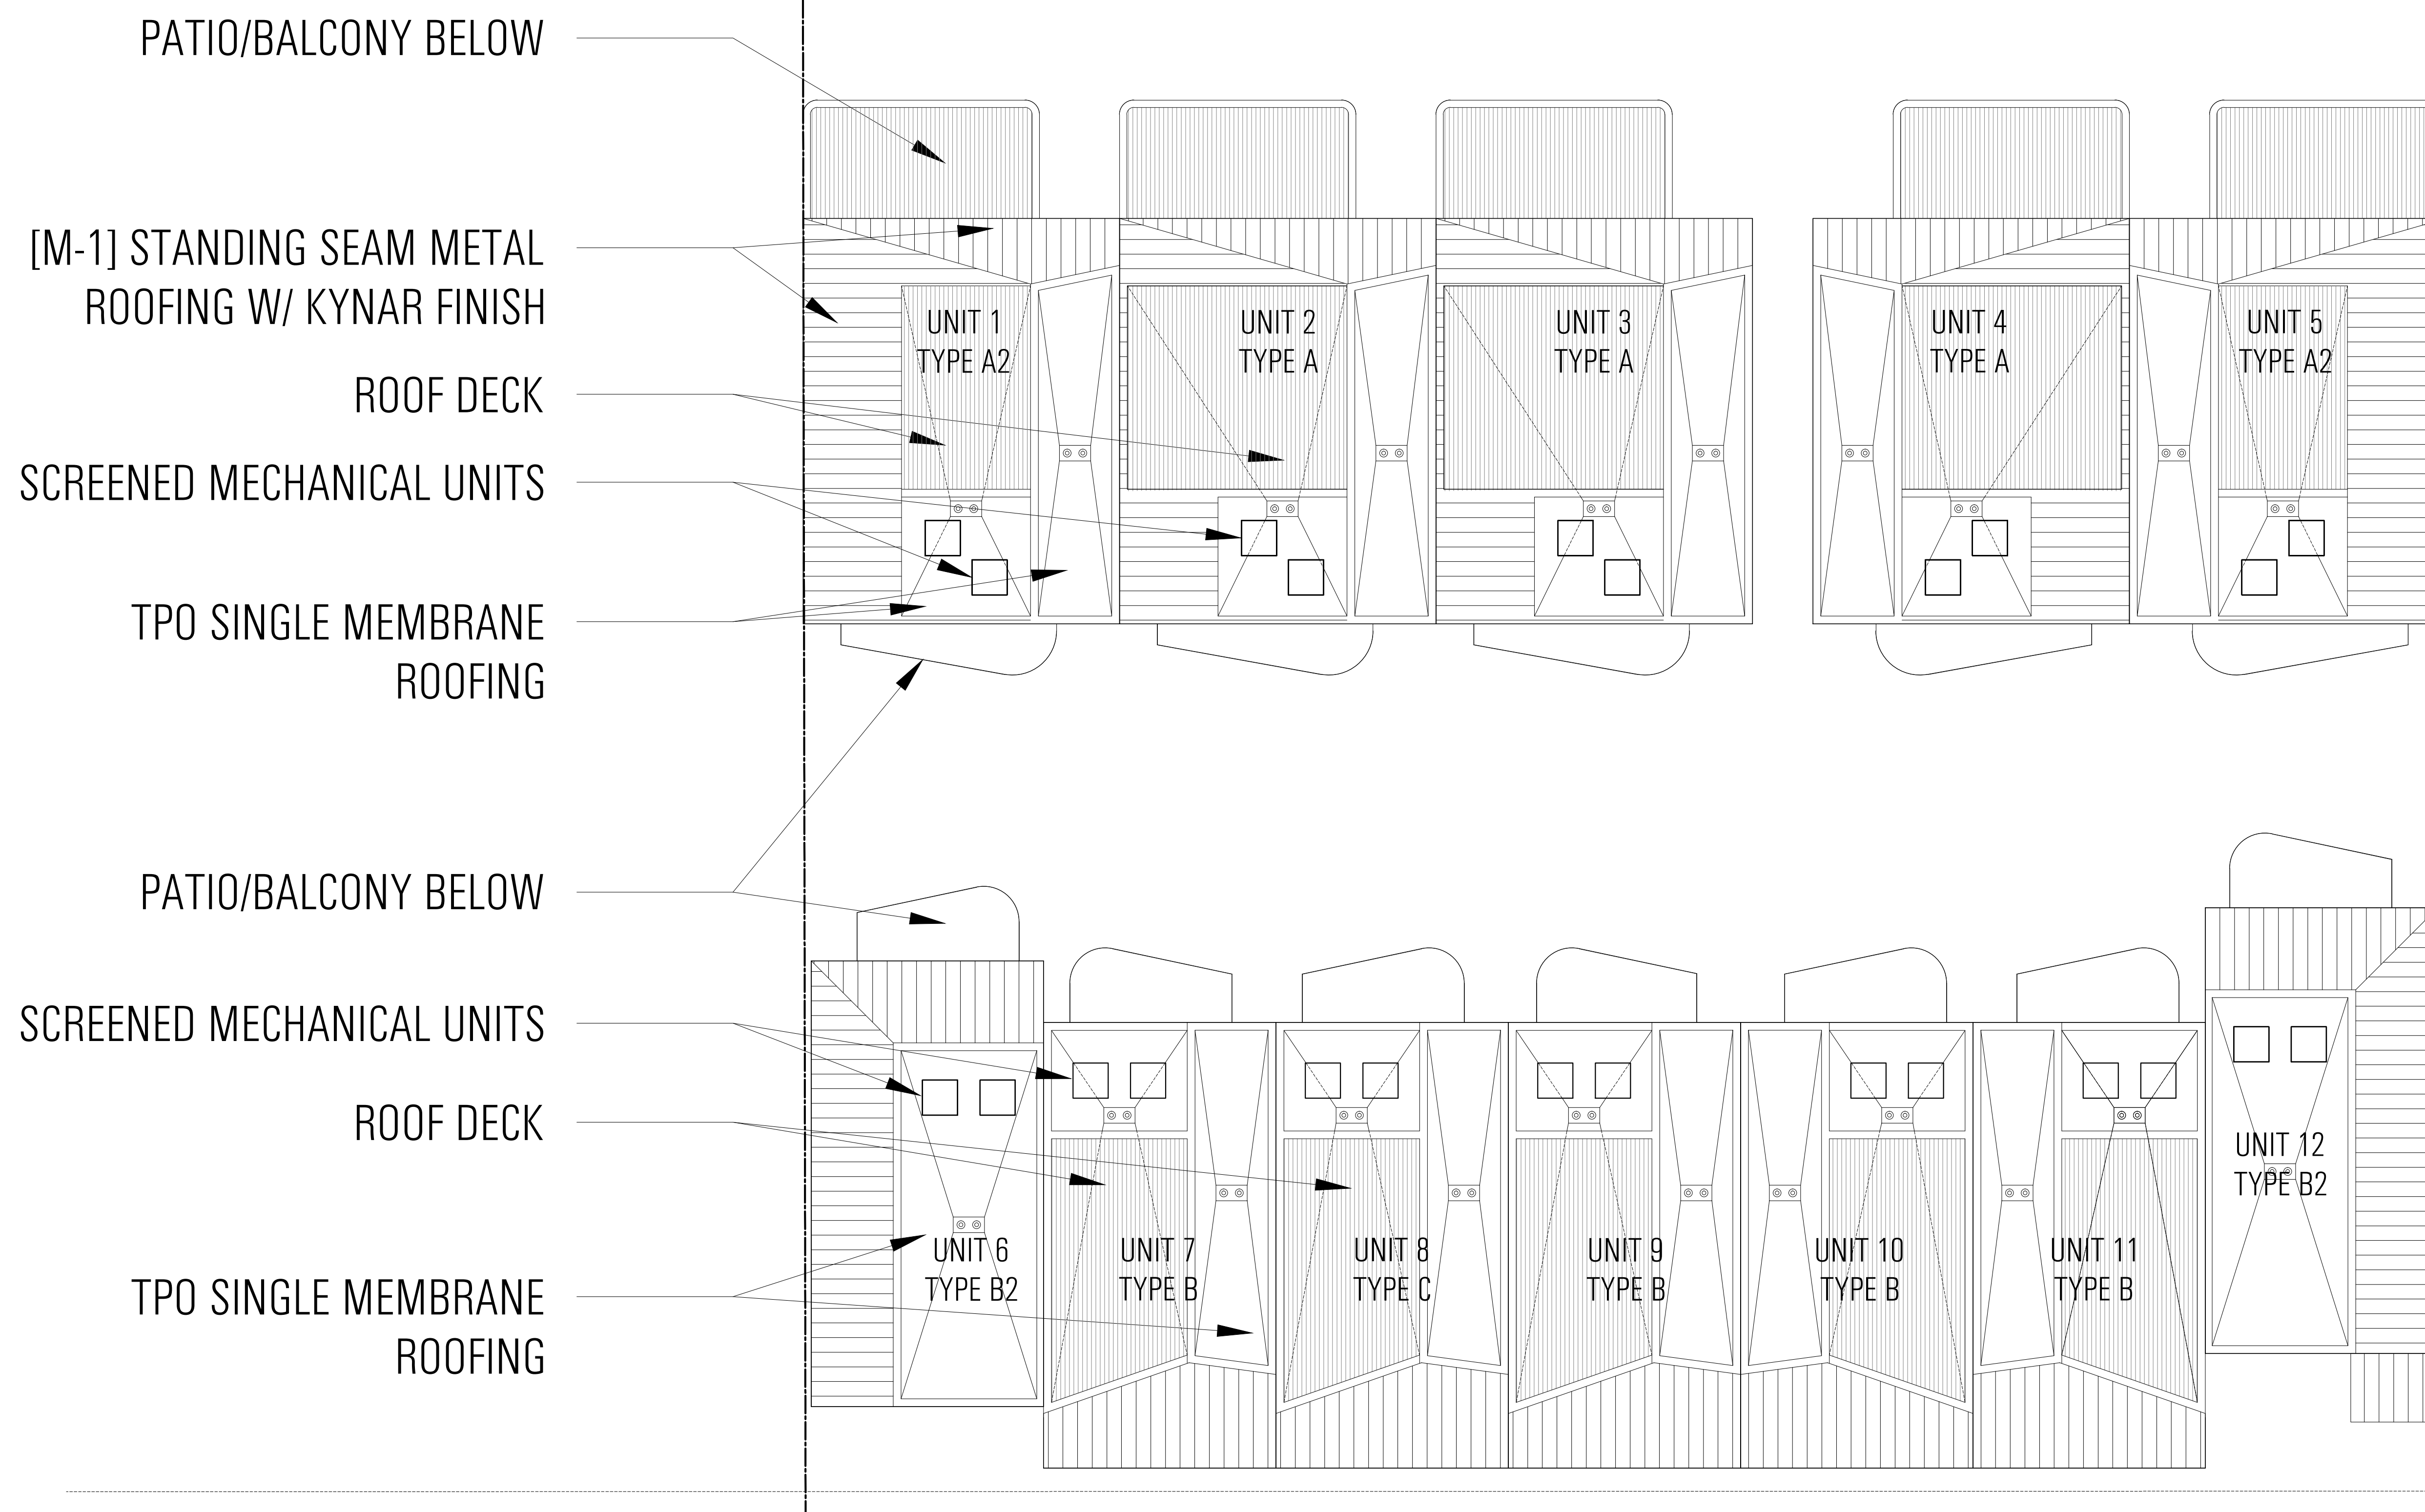 PATIO/BALCONY BELOW
[M-1] STANDING SEAM METAL
ROOFING W/ KYNAR FINISH
ROOF DECK
SCREENED MECHANICAL UNITS
TPO SINGLE MEMBRANE
ROOFING
UNIT 1
TYPE A2
UNIT 2
TYPE A
UNIT 3
TYPE A
UNIT 4
TYPE A
UNIT 5
TYPE A2
PATIO/BALCONY BELOW
SCREENED MECHANICAL UNITS
ROOF DECK
TPO SINGLE MEMBRANE
ROOFING
UNIT 6
TYPE B2
UNIT 7
TYPE B
UNIT 8
TYPE C
UNIT 9
TYPE B
UNIT 10
TYPE B
UNIT 11
TYPE B
UNIT 12
TYPE B2